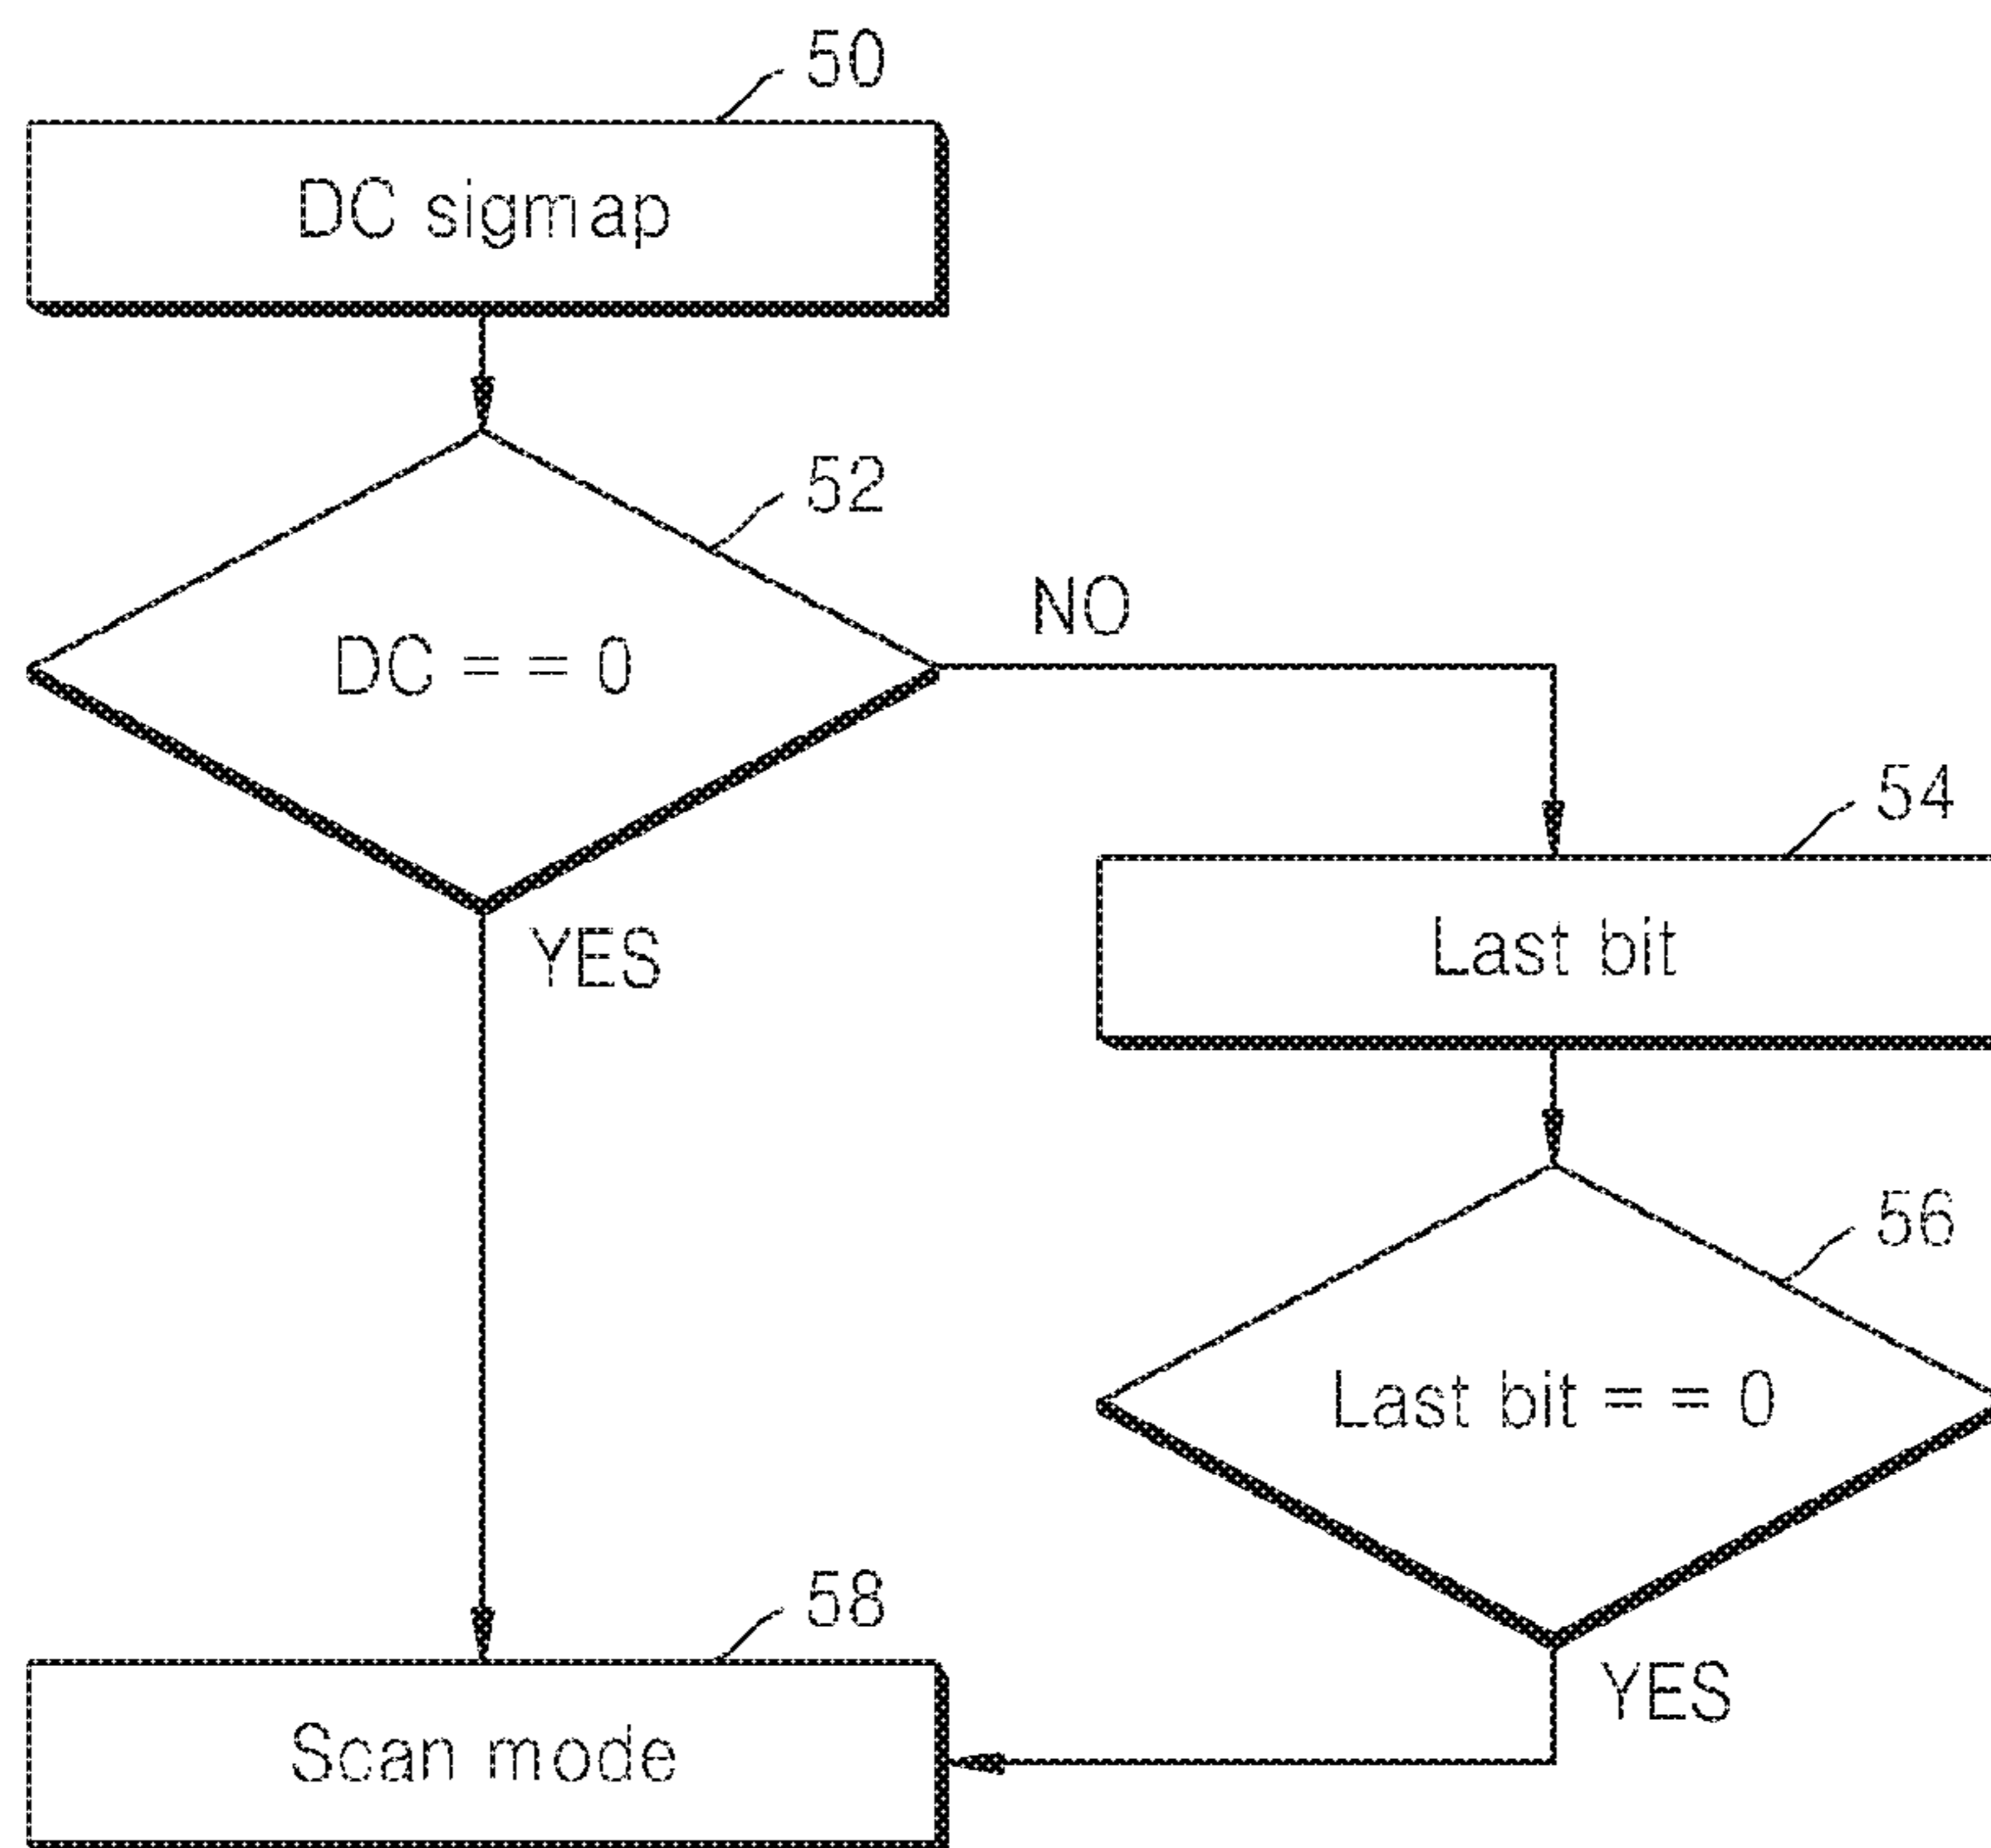 50
DC sigmap
52
DC = = 0
NO
YES
54
Last bit
56
Last bit = = 0
YES
58
Scan mode